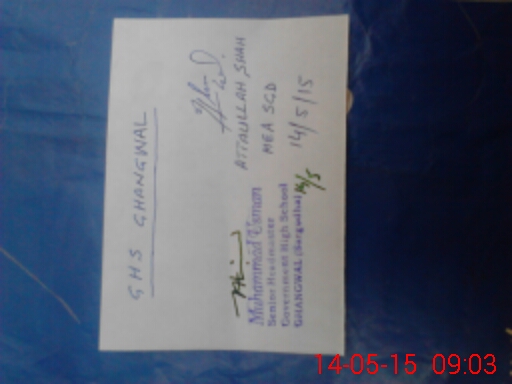 GHS GHANGWAL
ATTAULLAH SHAH
MEA SGD
14/5/15
14/5
Muhammad Usman
Senior Headmaster
Government High School
GHANGWAL (Sargodha)
14-05-15 09:03